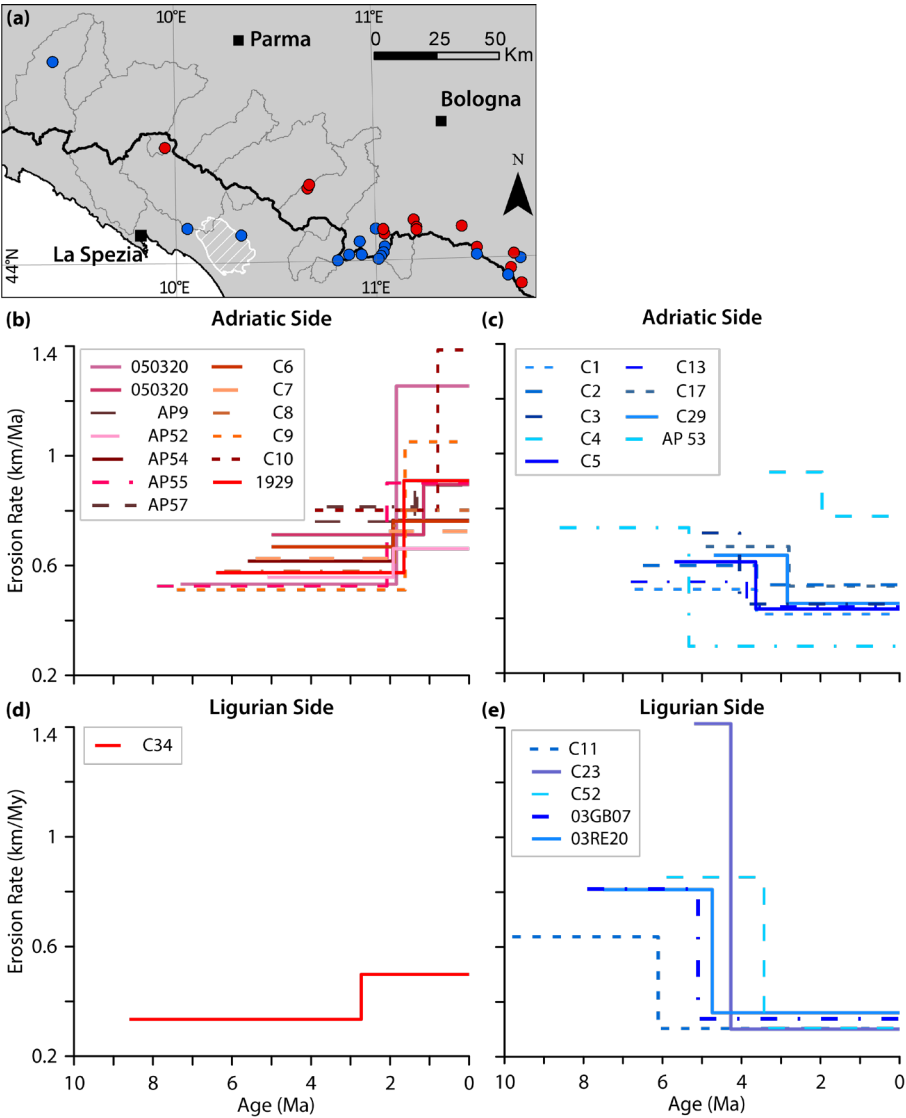 (a)
10°E
11°E
Parma
0 25 50
Km
Bologna
N
La Spezia
44°N
10°E
11°E
(b) Adriatic Side
1.4
1
0.6
0.2
Erosion Rate (km/Ma)
050320
050320
AP9
AP52
AP54
AP55
AP57
C6
C7
C8
C9
C10
1929
(c) Adriatic Side
C1
C2
C3
C4
C5
C13
C17
C29
AP 53
(d) Ligurian Side
C34
1.4
1
0.6
0.2
Erosion Rate (km/My)
10 8 6 4 2 0
Age (Ma)
(e) Ligurian Side
C11
C23
C52
03GB07
03RE20
10 8 6 4 2 0
Age (Ma)